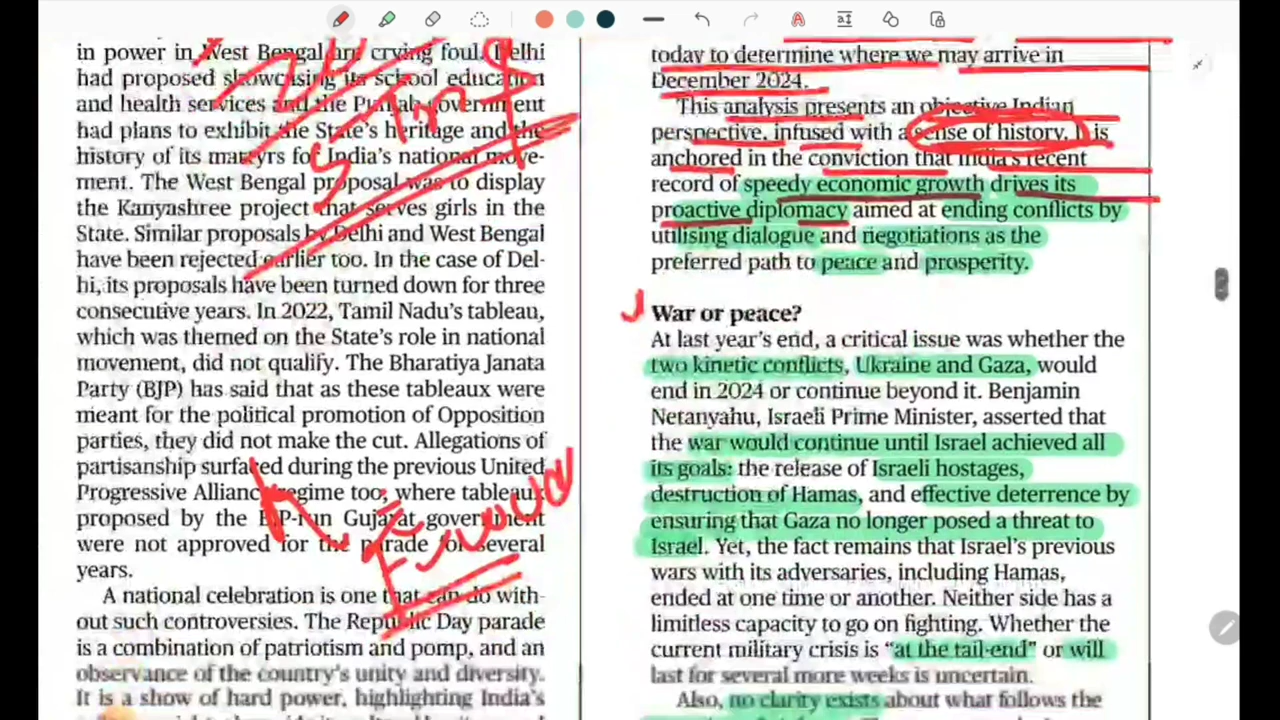 in power in West Bengal are crying foul. Delhi
had proposed showcasing its school education
and health services and the Punjab government
had plans to exhibit the State's heritage and the
history of its martyrs for India's national move-
ment. The West Bengal proposal was to display
the Kanyashree project that serves girls in the
State. Similar proposals by Delhi and West Bengal
have been rejected earlier too. In the case of Del-
hi, its proposals have been turned down for three
consecutive years. In 2022, Tamil Nadu's tableau,
which was themed on the State's role in national
movement, did not qualify. The Bharatiya Janata
Party (BJP) has said that as these tableaux were
meant for the political promotion of Opposition
parties, they did not make the cut. Allegations of
partisanship surfaced during the previous United
Progressive Alliance regime too, where tableaux
proposed by the BJP-run Gujarat government
were not approved for the parade for several
years.
A national celebration is one that can do with-
out such controversies. The Republic Day parade
is a combination of patriotism and pomp, and an
observance of the country's unity and diversity.
It is a show of hard power, highlighting India's
today to determine where we may arrive in
December 2024.
This analysis presents an objective Indian
perspective, infused with a sense of history. It is
anchored in the conviction that India's recent
record of speedy economic growth drives its
proactive diplomacy aimed at ending conflicts by
utilising dialogue and negotiations as the
preferred path to peace and prosperity.
War or peace?
At last year's end, a critical issue was whether the
two kinetic conflicts, Ukraine and Gaza, would
end in 2024 or continue beyond it. Benjamin
Netanyahu, Israeli Prime Minister, asserted that
the war would continue until Israel achieved all
its goals: the release of Israeli hostages,
destruction of Hamas, and effective deterrence by
ensuring that Gaza no longer posed a threat to
Israel. Yet, the fact remains that Israel's previous
wars with its adversaries, including Hamas,
ended at one time or another. Neither side has a
limitless capacity to go on fighting. Whether the
current military crisis is "at the tail-end" or will
last for several more weeks is uncertain.
Also, no clarity exists about what follows the